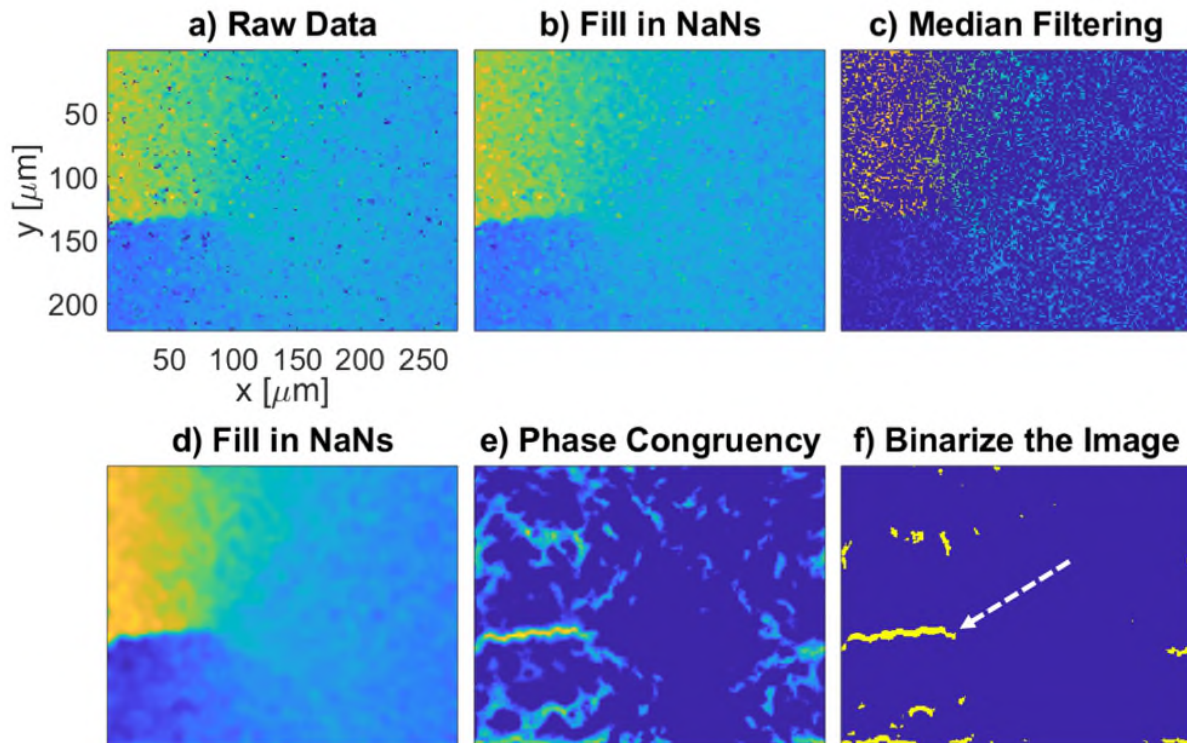 a) Raw Data
b) Fill in NaNs
c) Median Filtering
50
100
150
200
y [μm]
50 100 150 200 250
x [μm]
d) Fill in NaNs
e) Phase Congruency
f) Binarize the Image